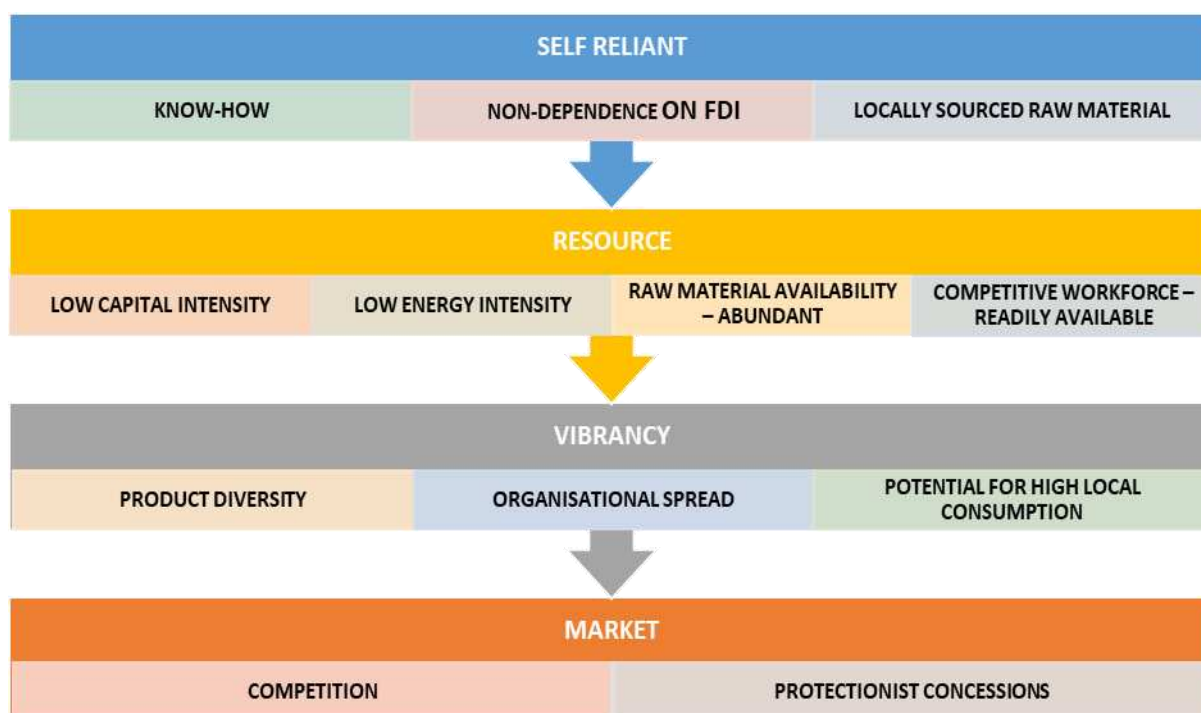 SELF RELIANT
KNOW-HOW
NON-DEPENDENCE ON FDI
LOCALLY SOURCED RAW MATERIAL
RESOURCE
LOW CAPITAL INTENSITY
LOW ENERGY INTENSITY
RAW MATERIAL AVAILABILITY
– ABUNDANT
COMPETITIVE WORKFORCE –
READILY AVAILABLE
VIBRANCY
PRODUCT DIVERSITY
ORGANISATIONAL SPREAD
POTENTIAL FOR HIGH LOCAL
CONSUMPTION
MARKET
COMPETITION
PROTECTIONIST CONCESSIONS